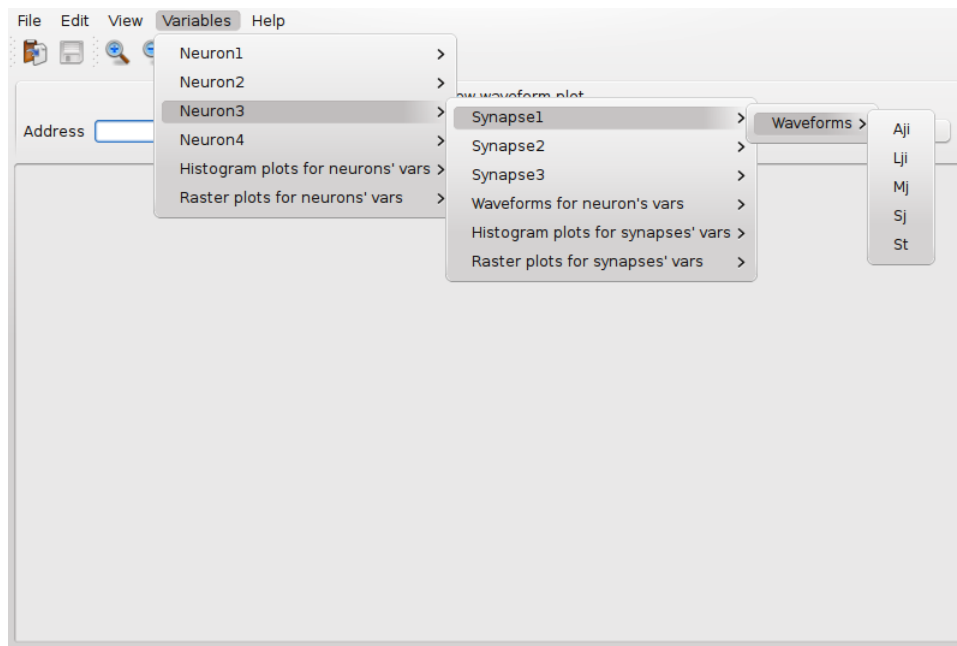 File Edit View Variables Help
Neuron1
Neuron2
Neuron3
Neuron4
Histogram plots for neurons' vars
Raster plots for neurons' vars
waveform plot
Address
Synapse1
Synapse2
Synapse3
Waveforms for neuron's vars
Histogram plots for synapses' vars
Raster plots for synapses' vars
Waveforms
Aji
Lji
Mj
Sj
St